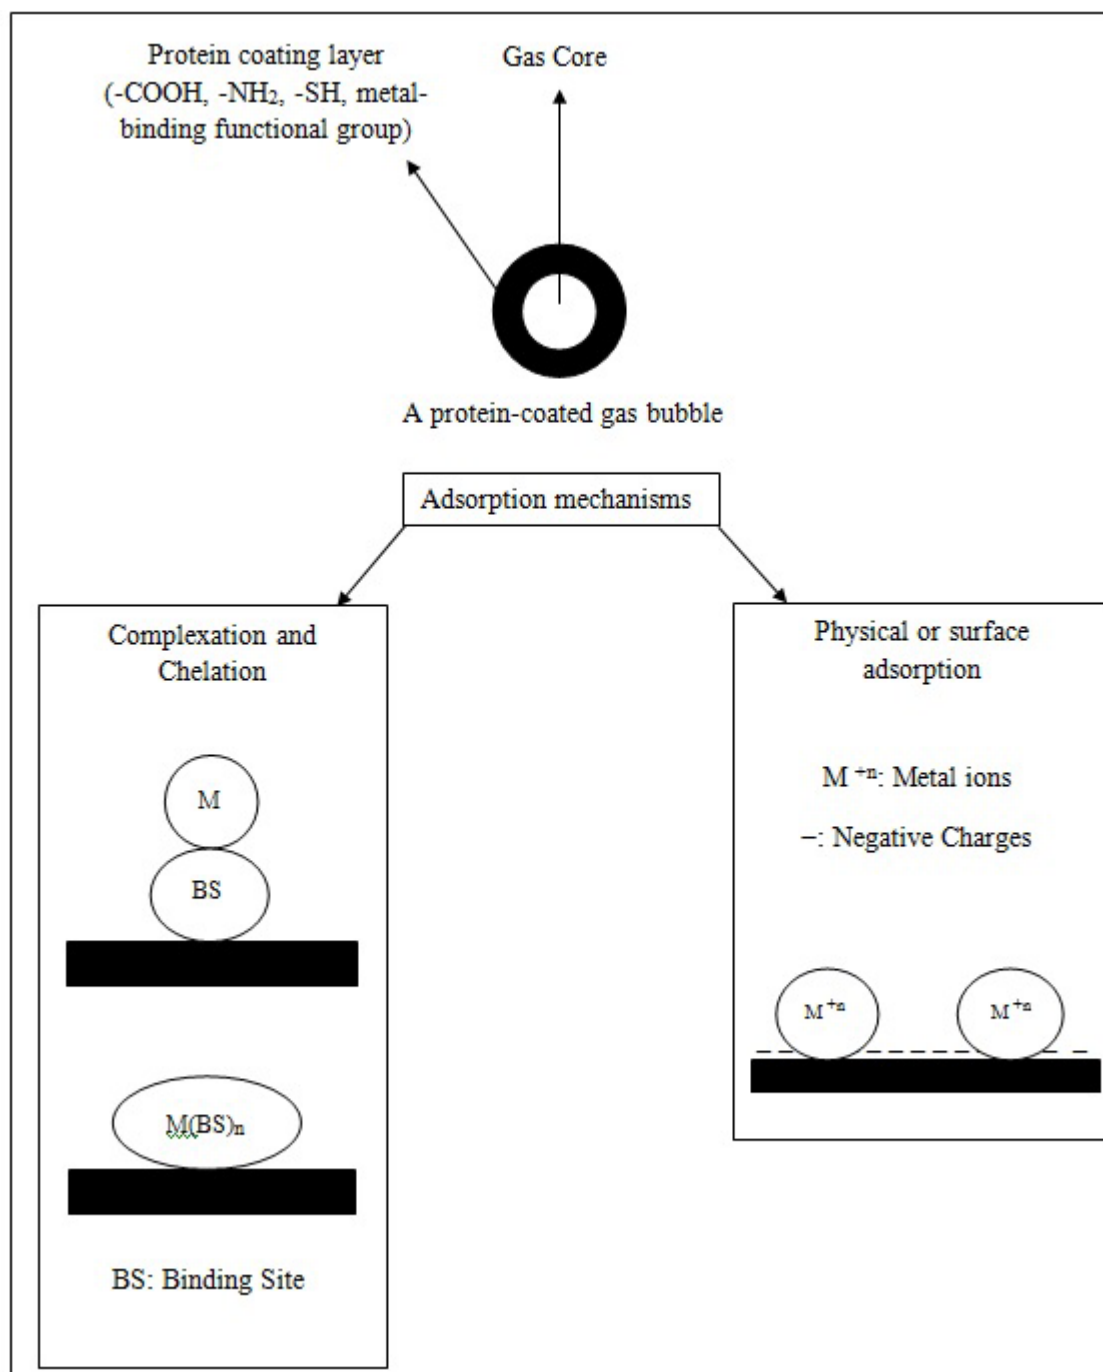 Protein coating layer
(-COOH, -NH₂, -SH, metal-
binding functional group)
Gas Core
A protein-coated gas bubble
Adsorption mechanisms
Complexation and
Chelation
M
BS
M(BS)ₙ
BS: Binding Site
Physical or surface
adsorption
M ⁺ⁿ: Metal ions
–: Negative Charges
M⁺ⁿ
M⁺ⁿ